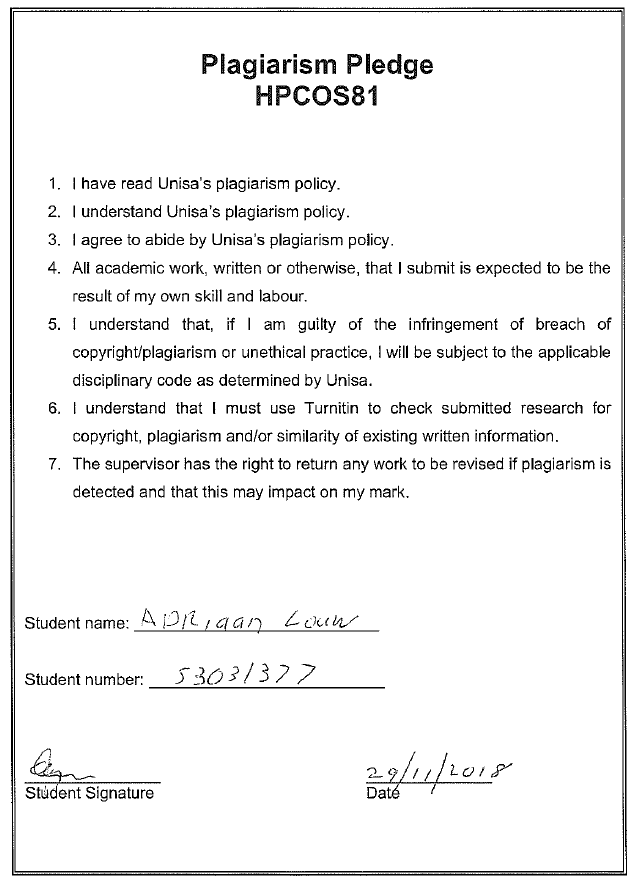 Plagiarism Pledge
HPCOS81
1. I have read Unisa's plagiarism policy.
2. I understand Unisa's plagiarism policy.
3. I agree to abide by Unisa's plagiarism policy.
4. All academic work, written or otherwise, that I submit is expected to be the
result of my own skill and labour.
5. I understand that, if I am guilty of the infringement of breach of
copyright/plagiarism or unethical practice, I will be subject to the applicable
disciplinary code as determined by Unisa.
6. I understand that I must use Turnitin to check submitted research for
copyright, plagiarism and/or similarity of existing written information.
7. The supervisor has the right to return any work to be revised if plagiarism is
detected and that this may impact on my mark.
Student name: ADRiaan Louw
Student number: 53031377
29/11/2018
Student Signature Date